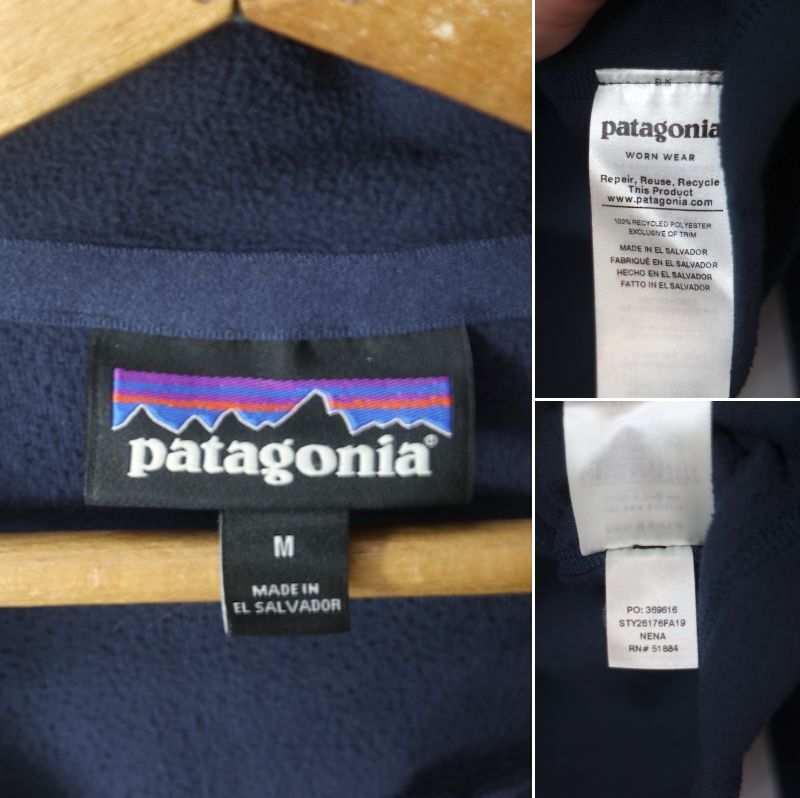 patagonia®
M
MADE IN
EL SALVADOR
patagonia
WORN WEAR
Repair, Reuse, Recycle
This Product
www.patagonia.com
100% RECYCLED POLYESTER
EXCLUSIVE OF TRIM
MADE IN EL SALVADOR
FABRIQUÉ EN EL SALVADOR
HECHO EN EL SALVADOR
FATTO IN EL SALVADOR
PO: 369616
STY26176FA19
NENA
RN# 51884